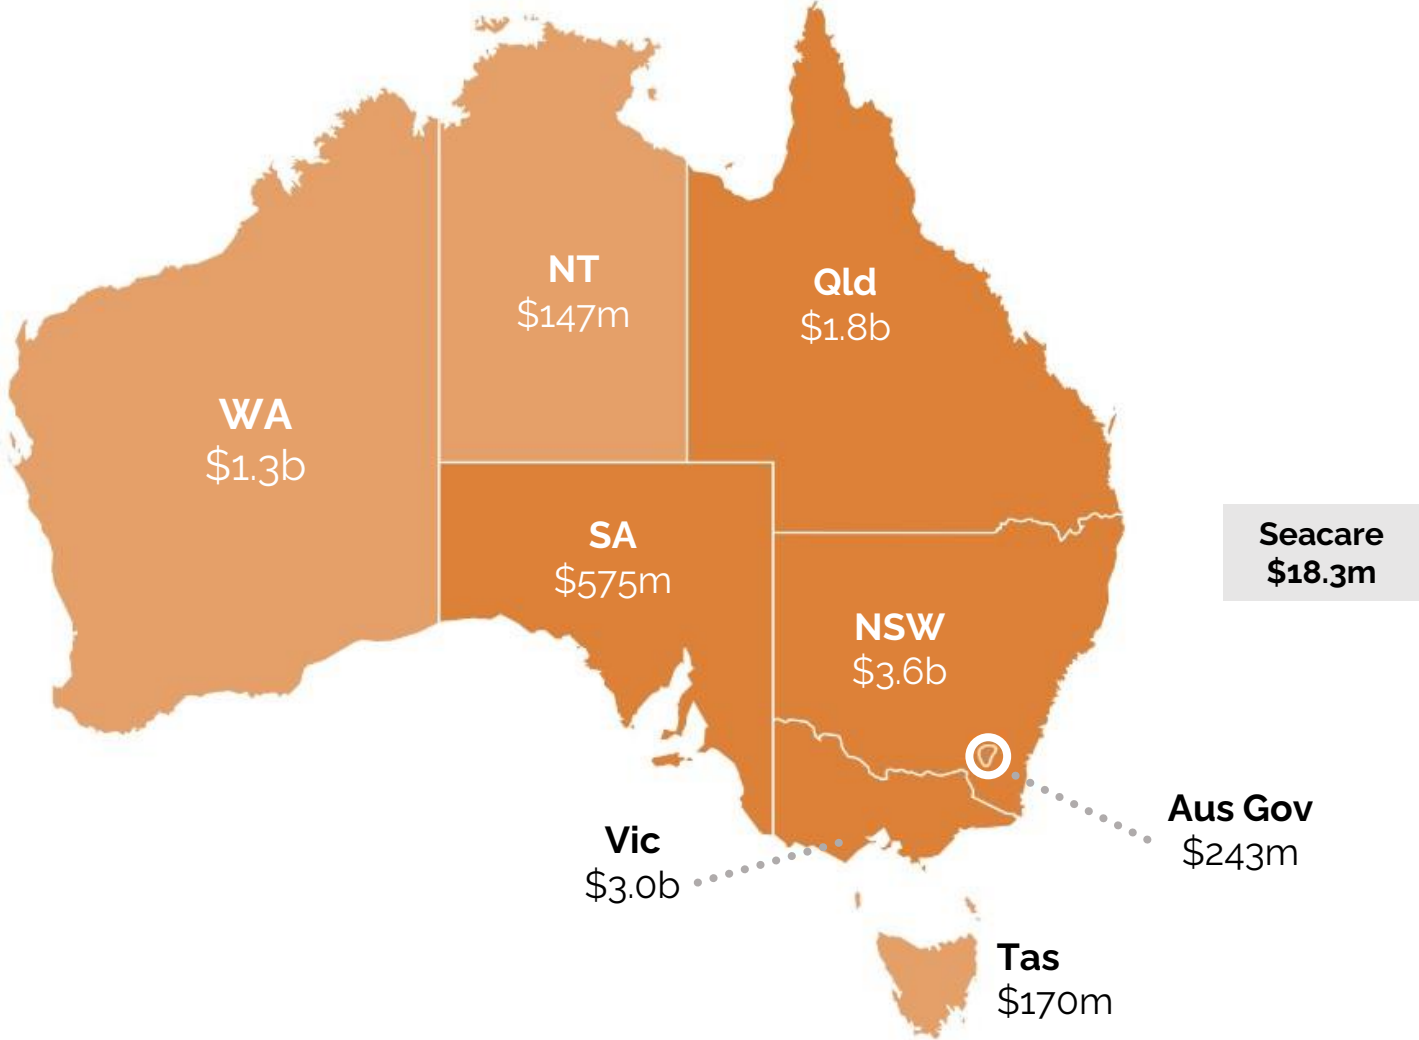 NT
$147m
Qld
$1.8b
WA
$1.3b
SA
$575m
Seacare
$18.3m
NSW
$3.6b
Aus Gov
$243m
Vic
$3.0b
Tas
$170m